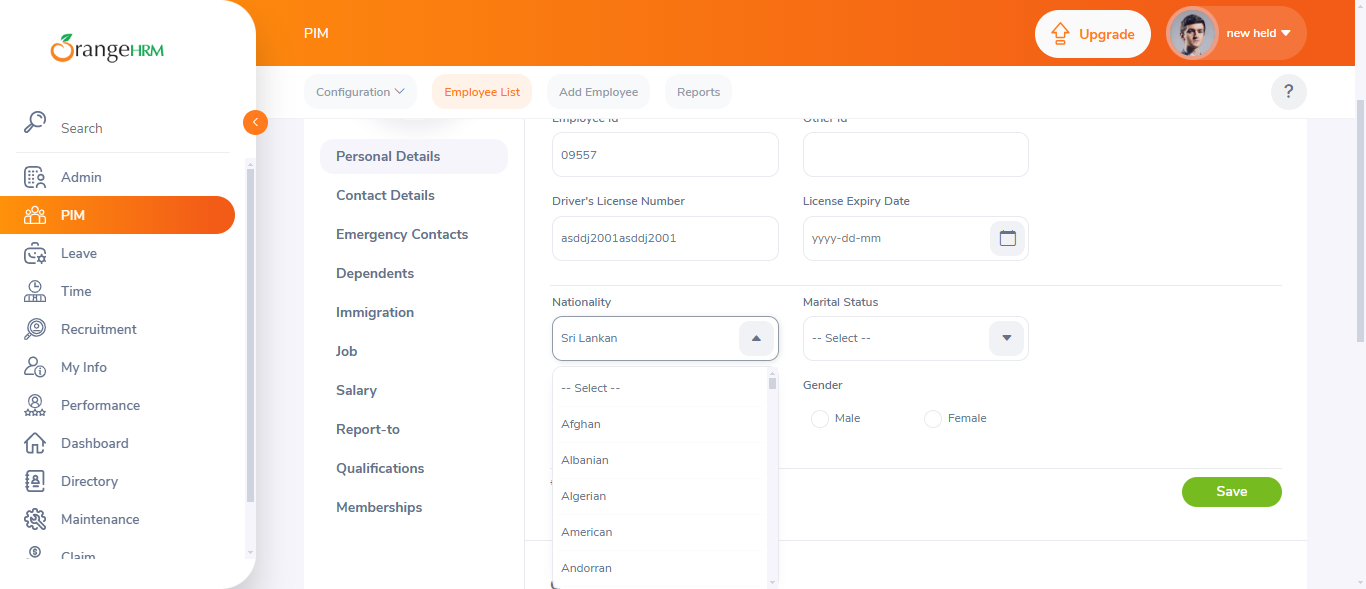 OrangeHRM
PIM
Upgrade
new held
Configuration
Employee List
Add Employee
Reports
?
Search
Admin
PIM
Leave
Time
Recruitment
My Info
Performance
Dashboard
Directory
Maintenance
Claim
Personal Details
Contact Details
Emergency Contacts
Dependents
Immigration
Job
Salary
Report-to
Qualifications
Memberships
Employee Id
Other Id
09557
Driver's License Number
License Expiry Date
asddj2001asddj2001
yyyy-dd-mm
Nationality
Marital Status
Sri Lankan
-- Select --
-- Select --
Afghan
Albanian
Algerian
American
Andorran
Gender
Male
Female
Save